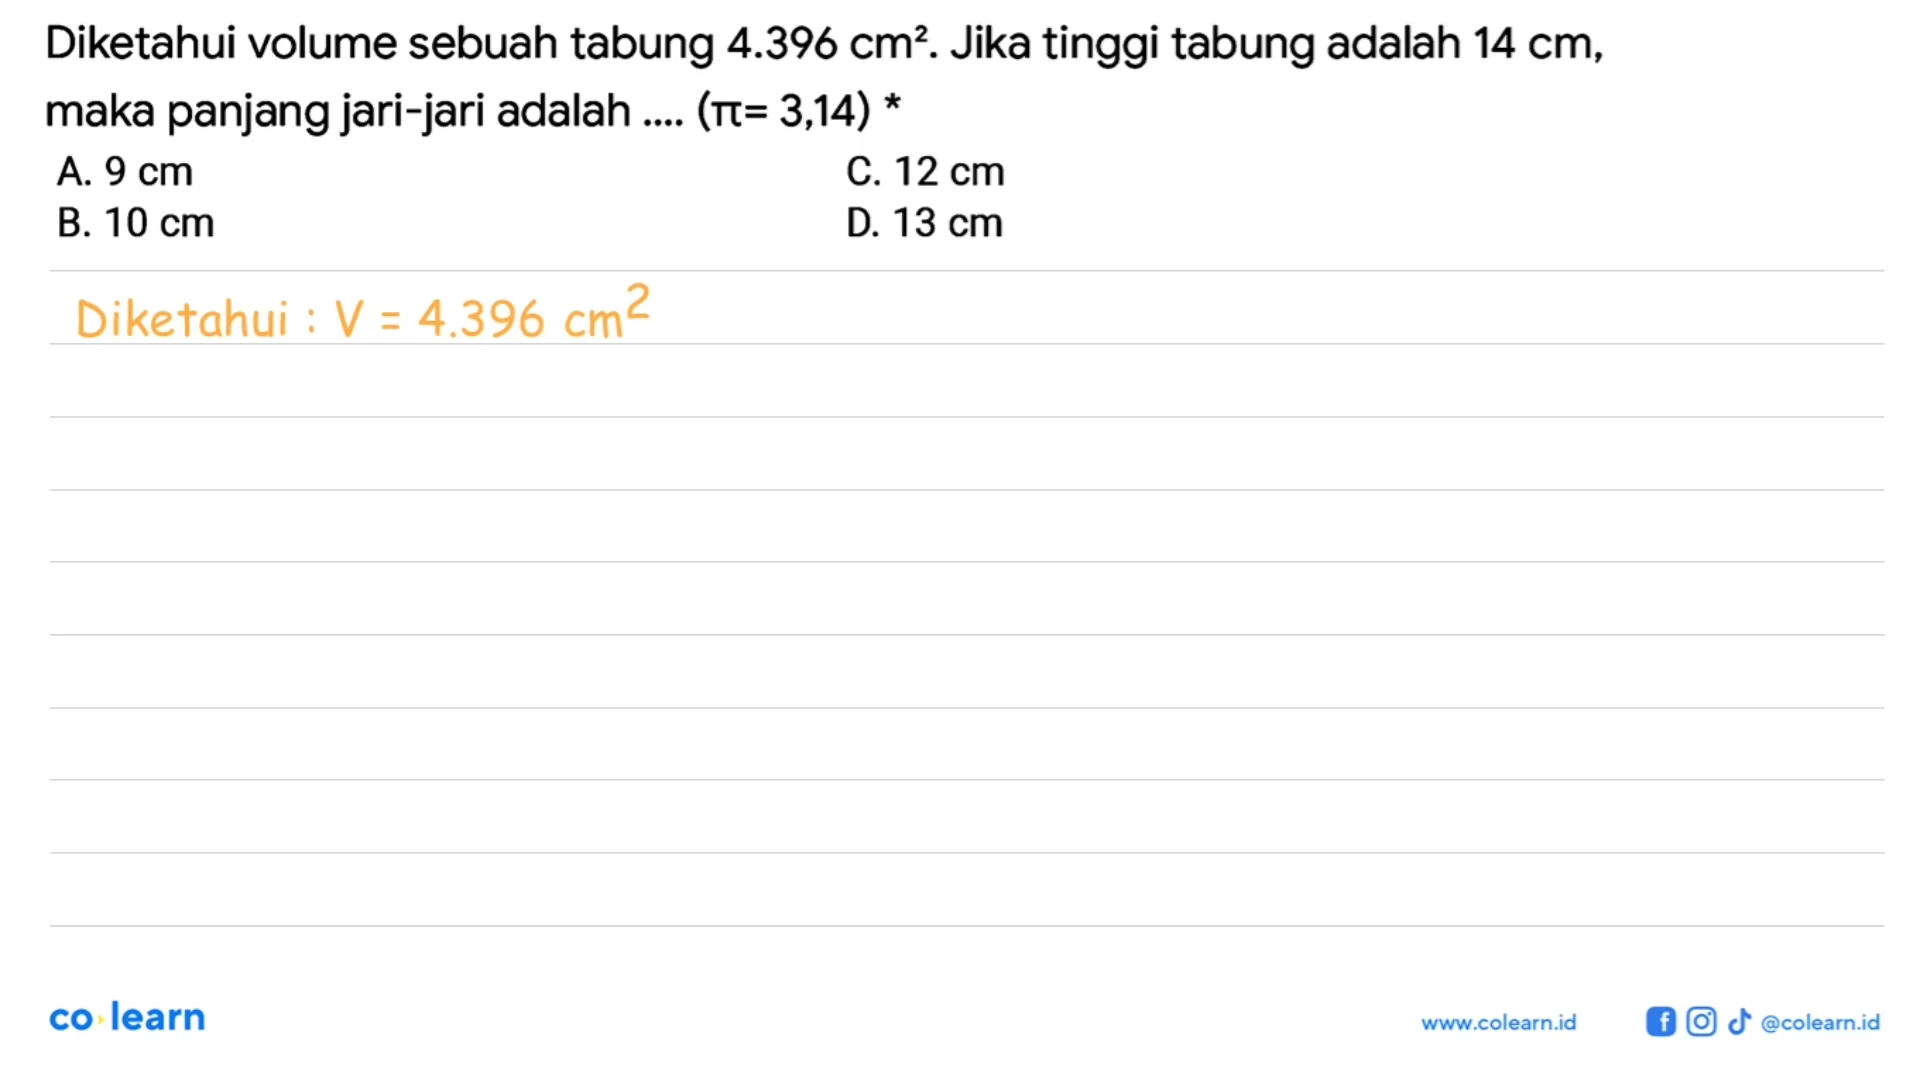 Diketahui volume sebuah tabung 4.396 cm². Jika tinggi tabung adalah 14 cm,
maka panjang jari-jari adalah .... (π= 3,14) *
A. 9 cm
B. 10 cm
C. 12 cm
D. 13 cm
Diketahui : V = 4.396 cm²
co learn
www.colearn.id
@colearn.id